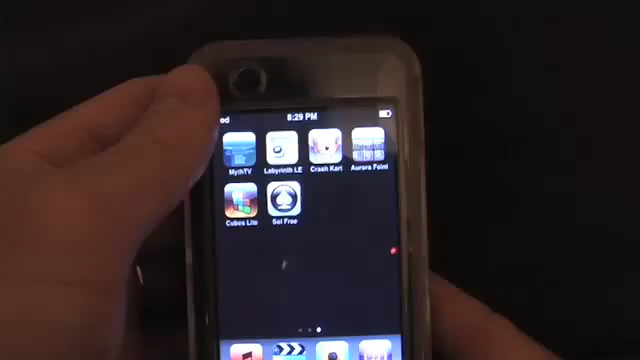 od 8:29 PM
MythTV Labyrinth LE Crash Kart Aurora Feint
Cubes Lite Sol Free